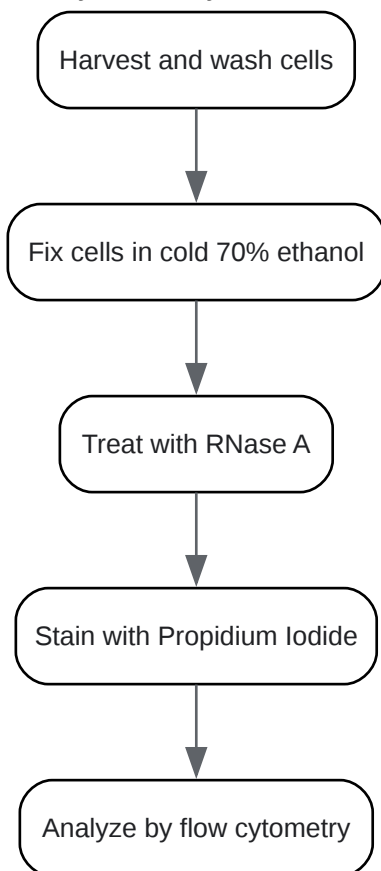 Harvest and wash cells
Fix cells in cold 70% ethanol
Treat with RNase A
Stain with Propidium Iodide
Analyze by flow cytometry